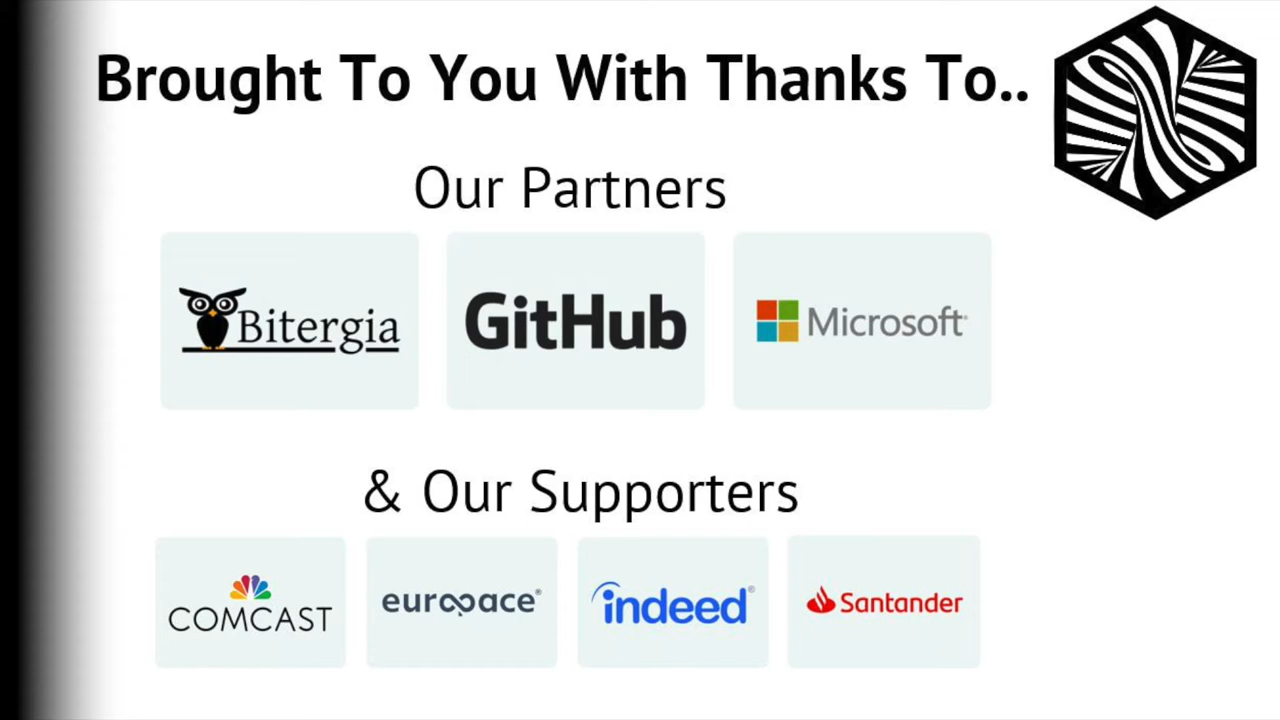 Brought To You With Thanks To..
Our Partners
Bitergia
GitHub
Microsoft
& Our Supporters
COMCAST
europace®
indeed®
Santander